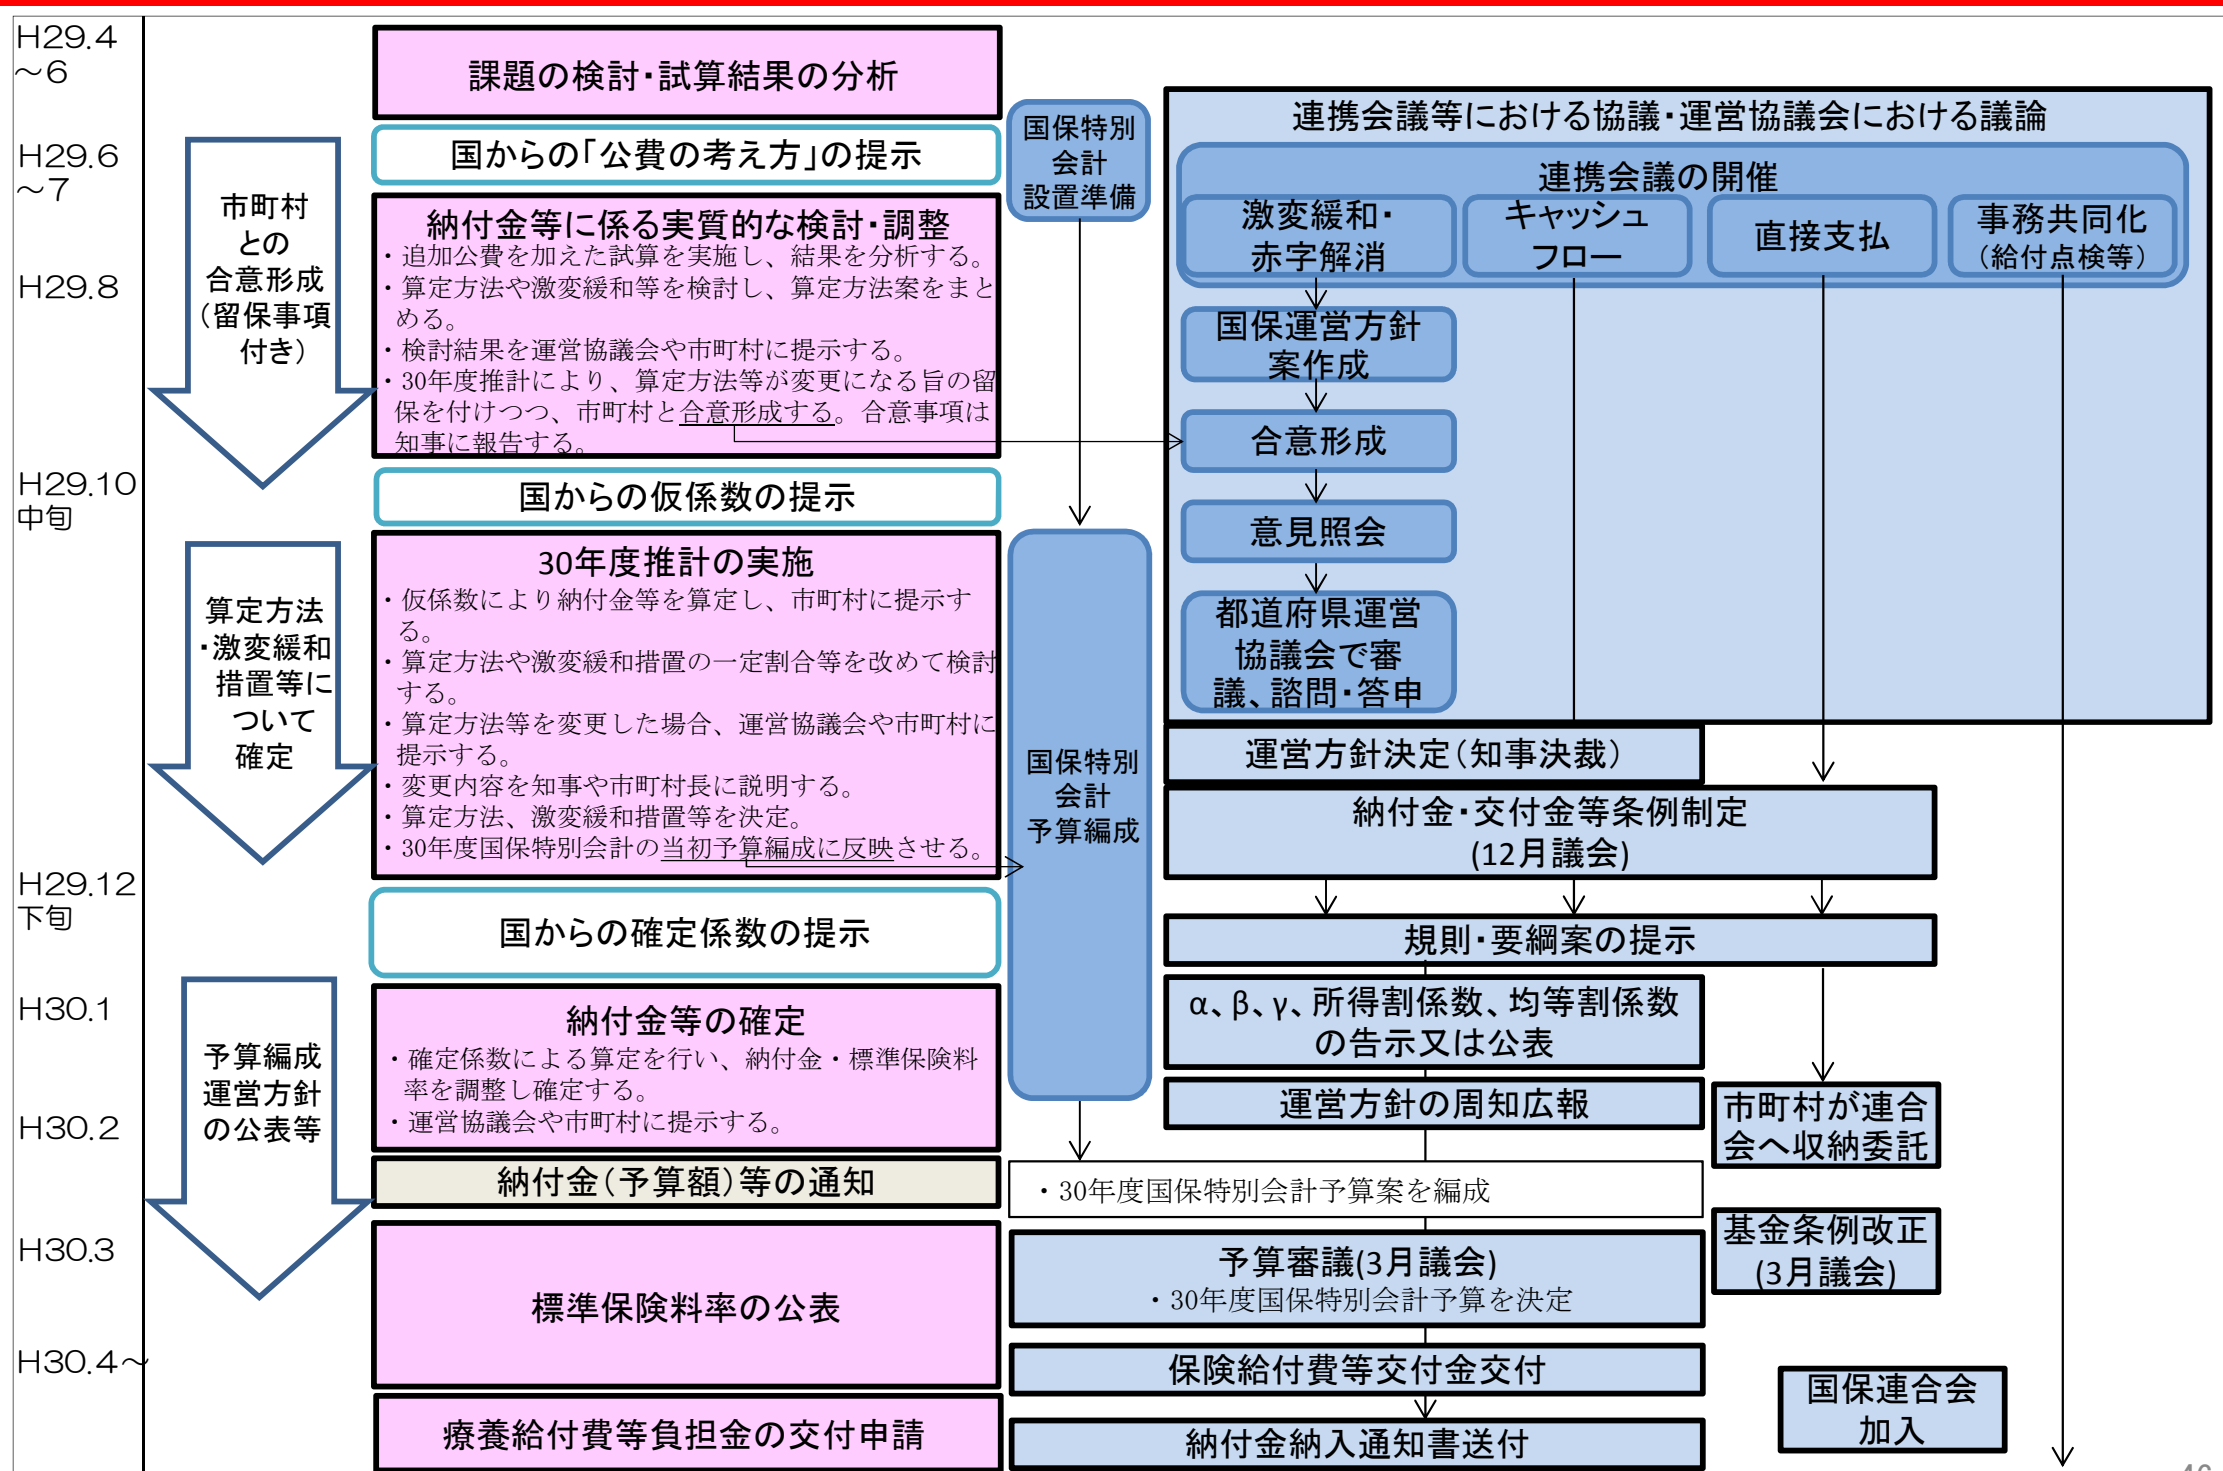 H29.4
～6
H29.6
～7
H29.8
H29.10
中旬
H29.12
下旬
H30.1
H30.2
H30.3
H30.4～
市町村
との
合意形成
（留保事項
付き）
算定方法
・激変緩和
措置等に
ついて
確定
予算編成
運営方針
の公表等
課題の検討・試算結果の分析
国からの「公費の考え方」の提示
納付金等に係る実質的な検討・調整
・追加公費を加えた試算を実施し、結果を分析する。
・算定方法や激変緩和等を検討し、算定方法案をまと
める。
・検討結果を運営協議会や市町村に提示する。
・30年度推計により、算定方法等が変更になる旨の留
保を付けつつ、市町村と合意形成する。合意事項は
知事に報告する。
国からの仮係数の提示
30年度推計の実施
・仮係数により納付金等を算定し、市町村に提示す
る。
・算定方法や激変緩和措置の一定割合等を改めて検討
する。
・算定方法等を変更した場合、運営協議会や市町村に
提示する。
・変更内容を知事や市町村長に説明する。
・算定方法、激変緩和措置等を決定。
・30年度国保特別会計の当初予算編成に反映させる。
国からの確定係数の提示
納付金等の確定
・確定係数による算定を行い、納付金・標準保険料
率を調整し確定する。
・運営協議会や市町村に提示する。
納付金（予算額）等の通知
標準保険料率の公表
療養給付費等負担金の交付申請
国保特別
会計
設置準備
国保特別
会計
予算編成
連携会議等における協議・運営協議会における議論
連携会議の開催
激変緩和・
赤字解消
キャッシュ
フロー
直接支払
事務共同化
（給付点検等）
国保運営方針
案作成
合意形成
意見照会
都道府県運営
協議会で審
議、諮問・答申
運営方針決定（知事決裁）
納付金・交付金等条例制定
(12月議会)
規則・要綱案の提示
α、β、γ、所得割係数、均等割係数
の告示又は公表
運営方針の周知広報
市町村が連合
会へ収納委託
・30年度国保特別会計予算案を編成
予算審議(3月議会)
・30年度国保特別会計予算を決定
基金条例改正
(3月議会)
保険給付費等交付金交付
納付金納入通知書送付
国保連合会
加入